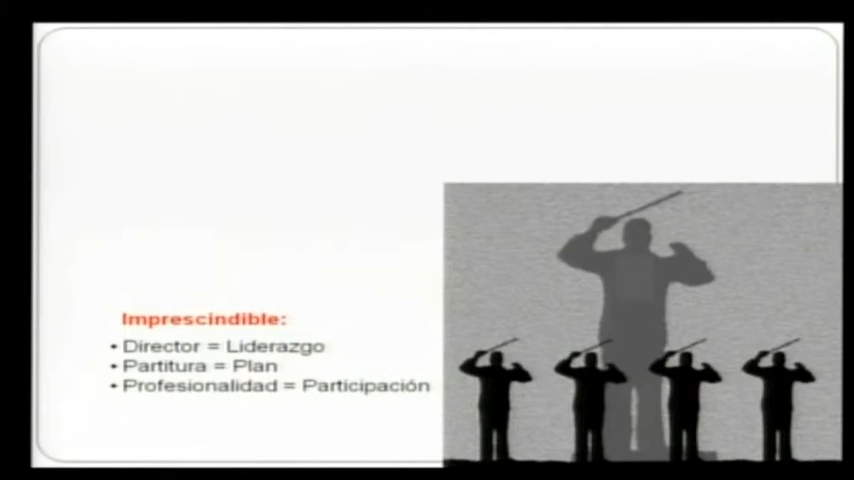 Imprescindible:
• Director = Liderazgo
• Partitura = Plan
• Profesionalidad = Participación